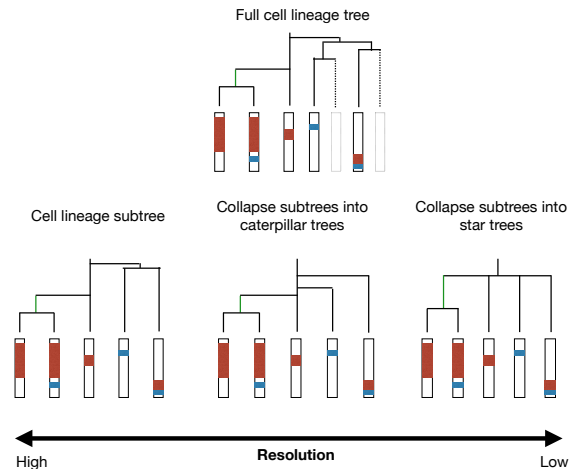 Full cell lineage tree
Cell lineage subtree
Collapse subtrees into
caterpillar trees
Collapse subtrees into
star trees
Resolution
High
Low